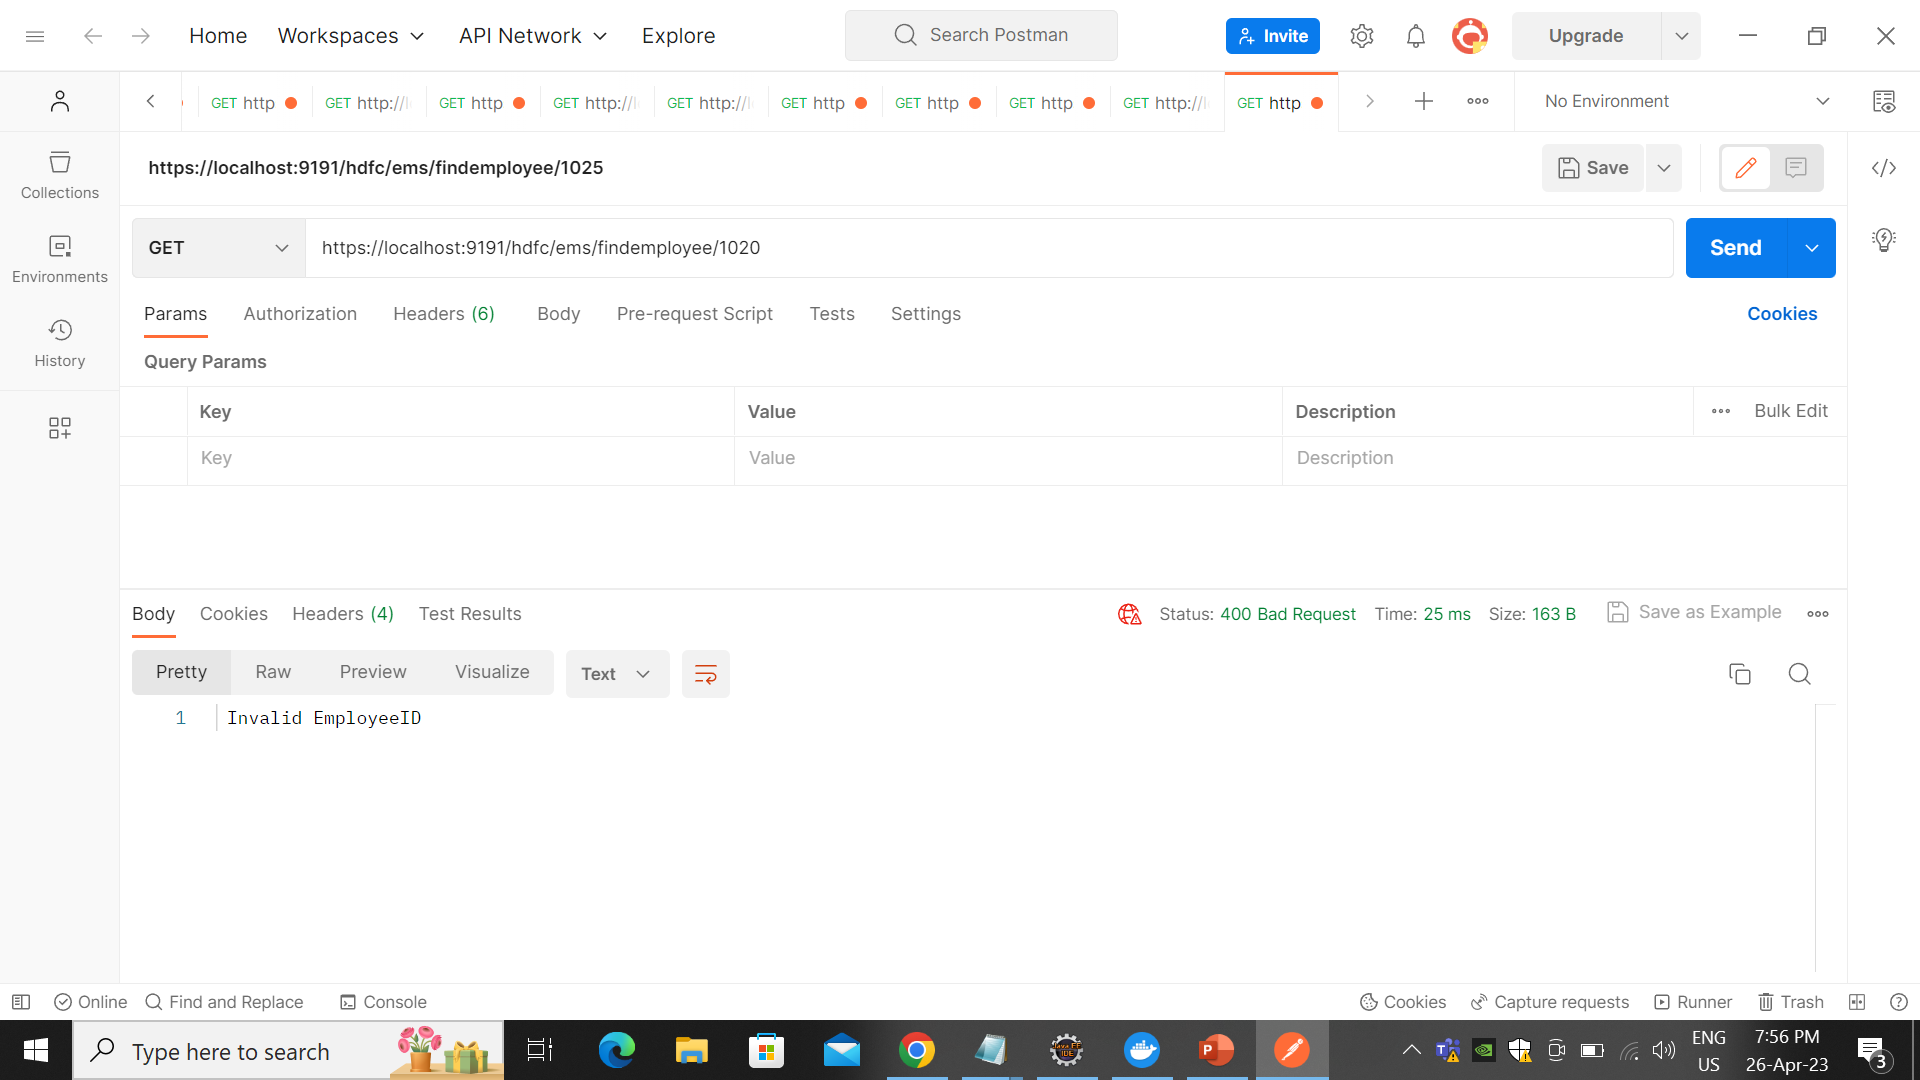 Home Workspaces API Network Explore Search Postman Invite Upgrade
GET http GET http://l GET http GET http://l GET http://l GET http GET http GET http GET http://l GET http No Environment
https://localhost:9191/hdfc/ems/findemployee/1025 Save
GET https://localhost:9191/hdfc/ems/findemployee/1020 Send
Collections
Environments
History
Params Authorization Headers (6) Body Pre-request Script Tests Settings Cookies
Query Params
Key Value Description Bulk Edit
Key Value Description
Body Cookies Headers (4) Test Results Status: 400 Bad Request Time: 25 ms Size: 163 B Save as Example
Pretty Raw Preview Visualize Text
1 Invalid EmployeeID
Online Find and Replace Console Cookies Capture requests Runner Trash
Type here to search ENG 7:56 PM
US 26-Apr-23 3